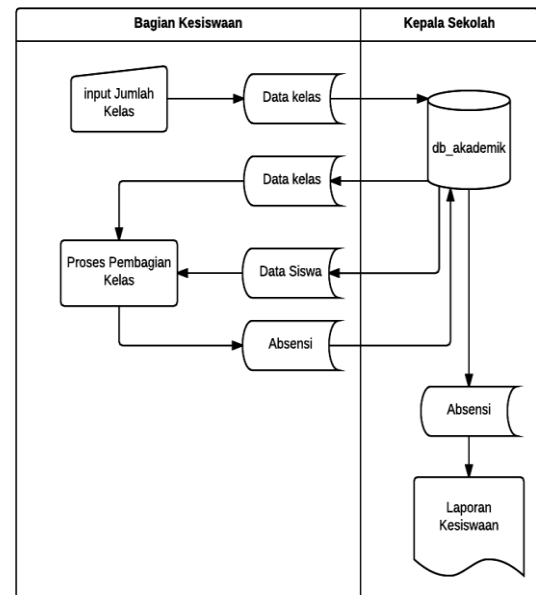 Bagian Kesiswaan
Kepala Sekolah
input Jumlah
Kelas
Data kelas
db_akademik
Data kelas
Proses Pembagian
Kelas
Data Siswa
Absensi
Absensi
Laporan
Kesiswaan